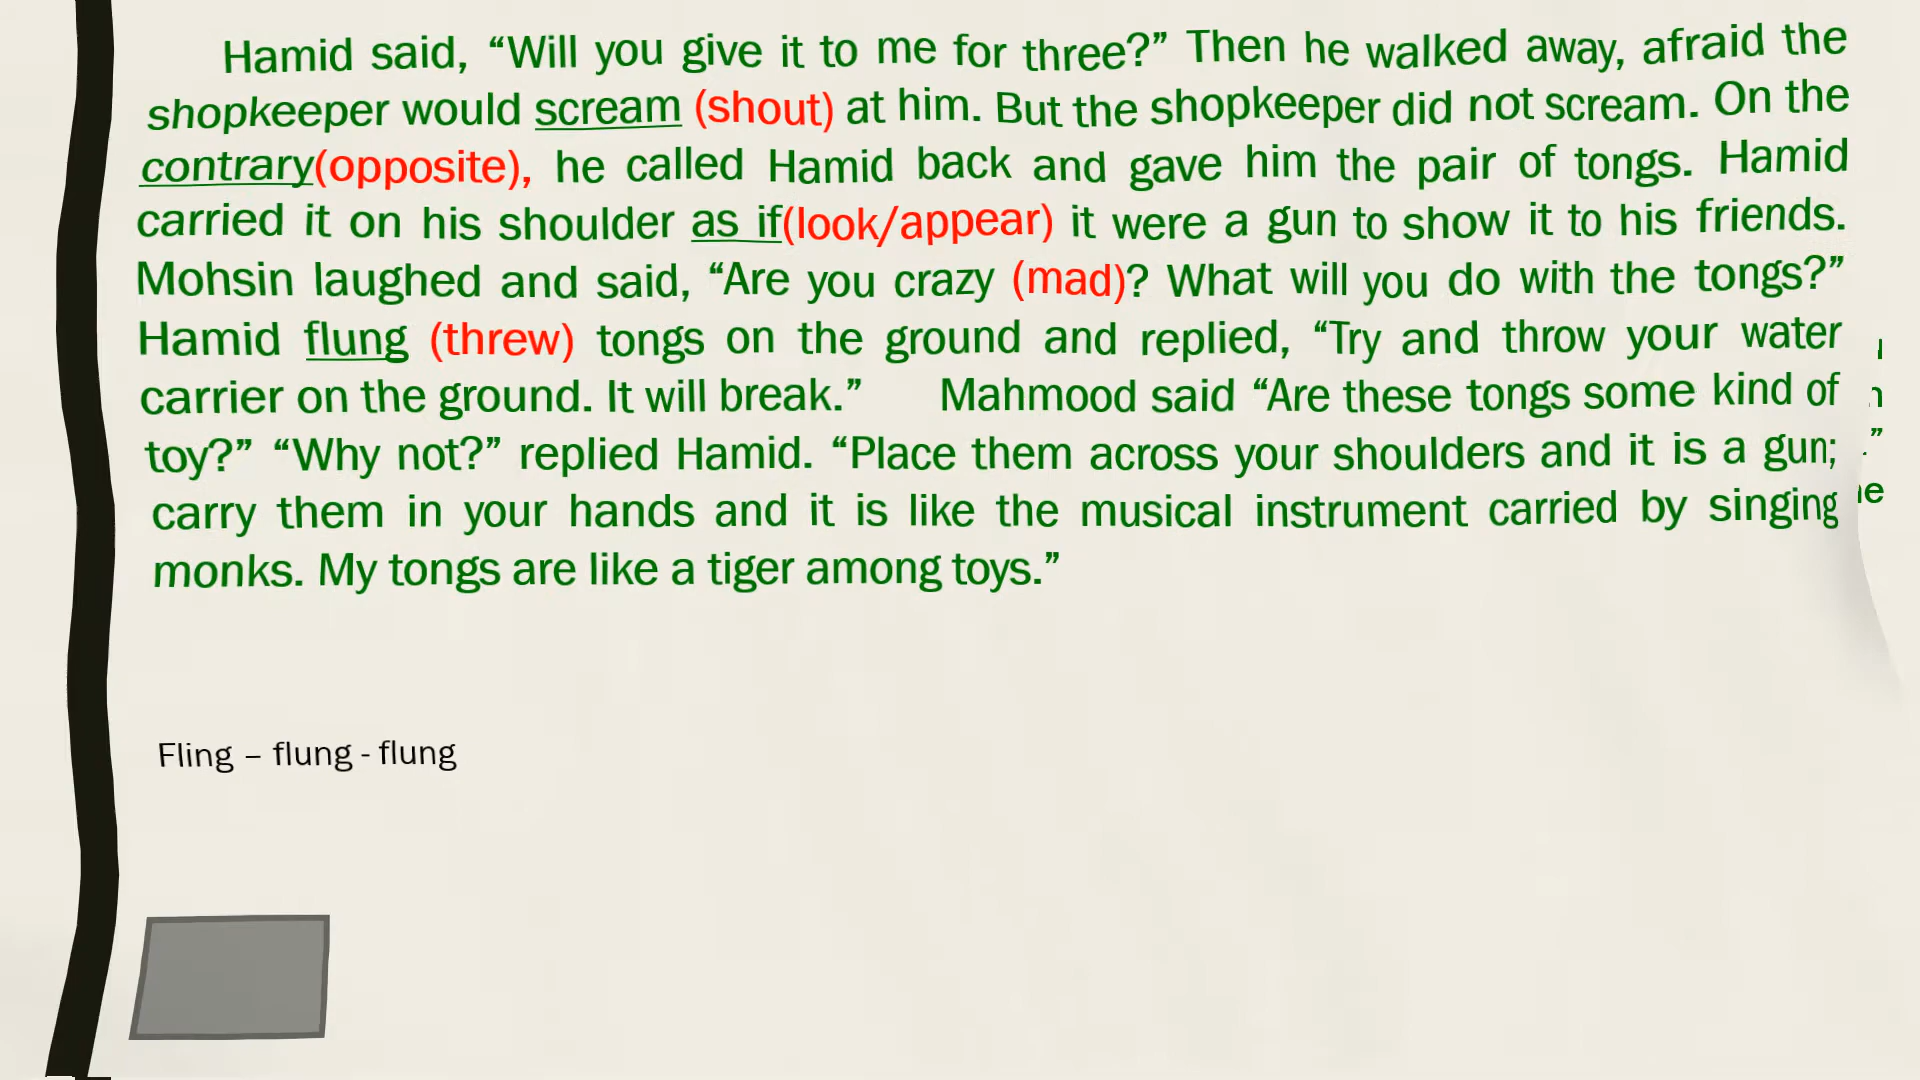 Hamid said, “Will you give it to me for three?” Then he walked away, afraid the
shopkeeper would scream (shout) at him. But the shopkeeper did not scream. On the
contrary(opposite), he called Hamid back and gave him the pair of tongs. Hamid
carried it on his shoulder as if(look/appear) it were a gun to show it to his friends.
Mohsin laughed and said, “Are you crazy (mad)? What will you do with the tongs?”
Hamid flung (threw) tongs on the ground and replied, “Try and throw your water
carrier on the ground. It will break.” Mahmood said “Are these tongs some kind of
toy?” “Why not?” replied Hamid. “Place them across your shoulders and it is a gun;
carry them in your hands and it is like the musical instrument carried by singing
monks. My tongs are like a tiger among toys.”
Fling – flung - flung